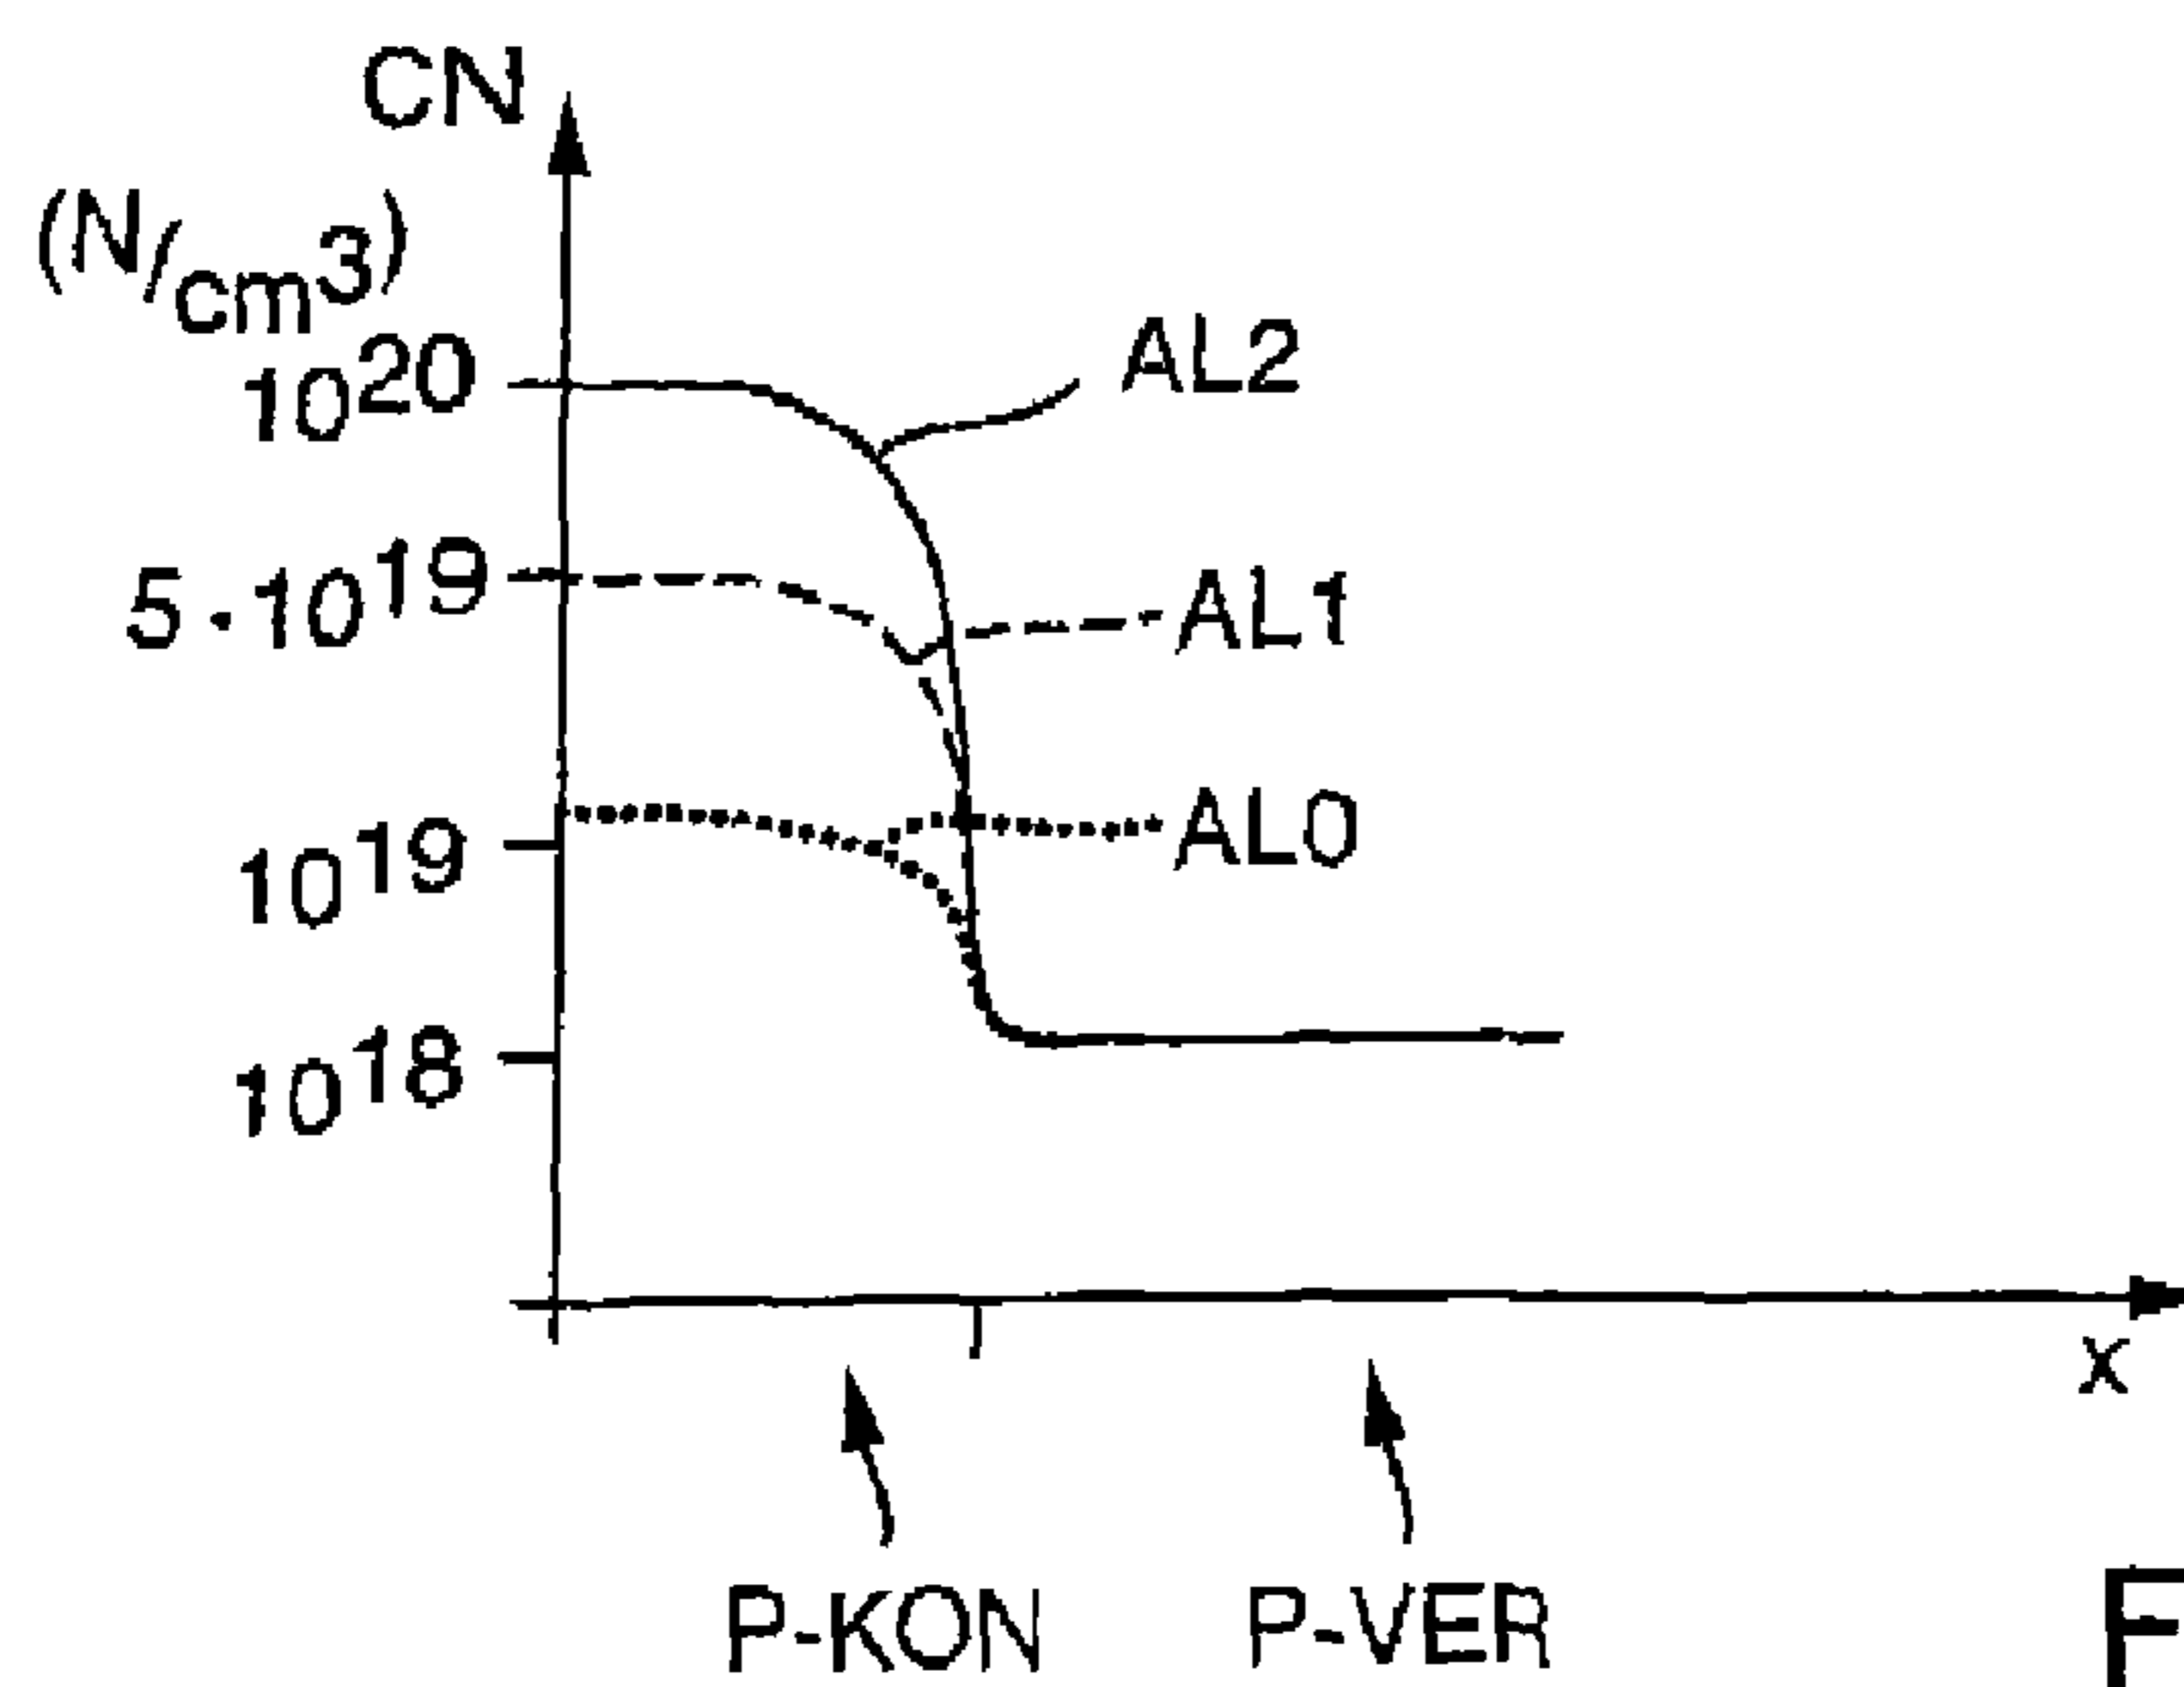 CN
(N/cm3)
10^20
AL2
5·10^19
AL1
10^19
AL0
10^18
x
P-KON P-VER
F